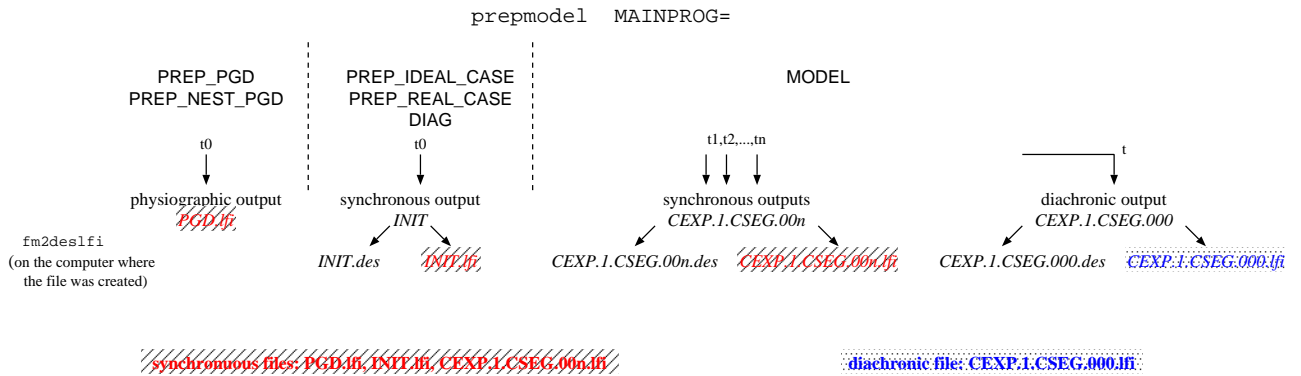 prepmodel MAINPROG=
PREP_PGD
PREP_NEST_PGD
PREP_IDEAL_CASE
PREP_REAL_CASE
DIAG
MODEL
t0
t0
t1,t2,...,tn
t
physiographic output
PGD.lfi
synchronous output
INIT
synchronous outputs
CEXP.1.CSEG.00n
diachronic output
CEXP.1.CSEG.000
fm2deslfi
(on the computer where
the file was created)
INIT.des
INIT.lfi
CEXP.1.CSEG.00n.des
CEXP.1.CSEG.00n.lfi
CEXP.1.CSEG.000.des
CEXP.1.CSEG.000.lfi
synchronuous files: PGD.lfi, INIT.lfi, CEXP.1.CSEG.00n.lfi
diachronic file: CEXP.1.CSEG.000.lfi